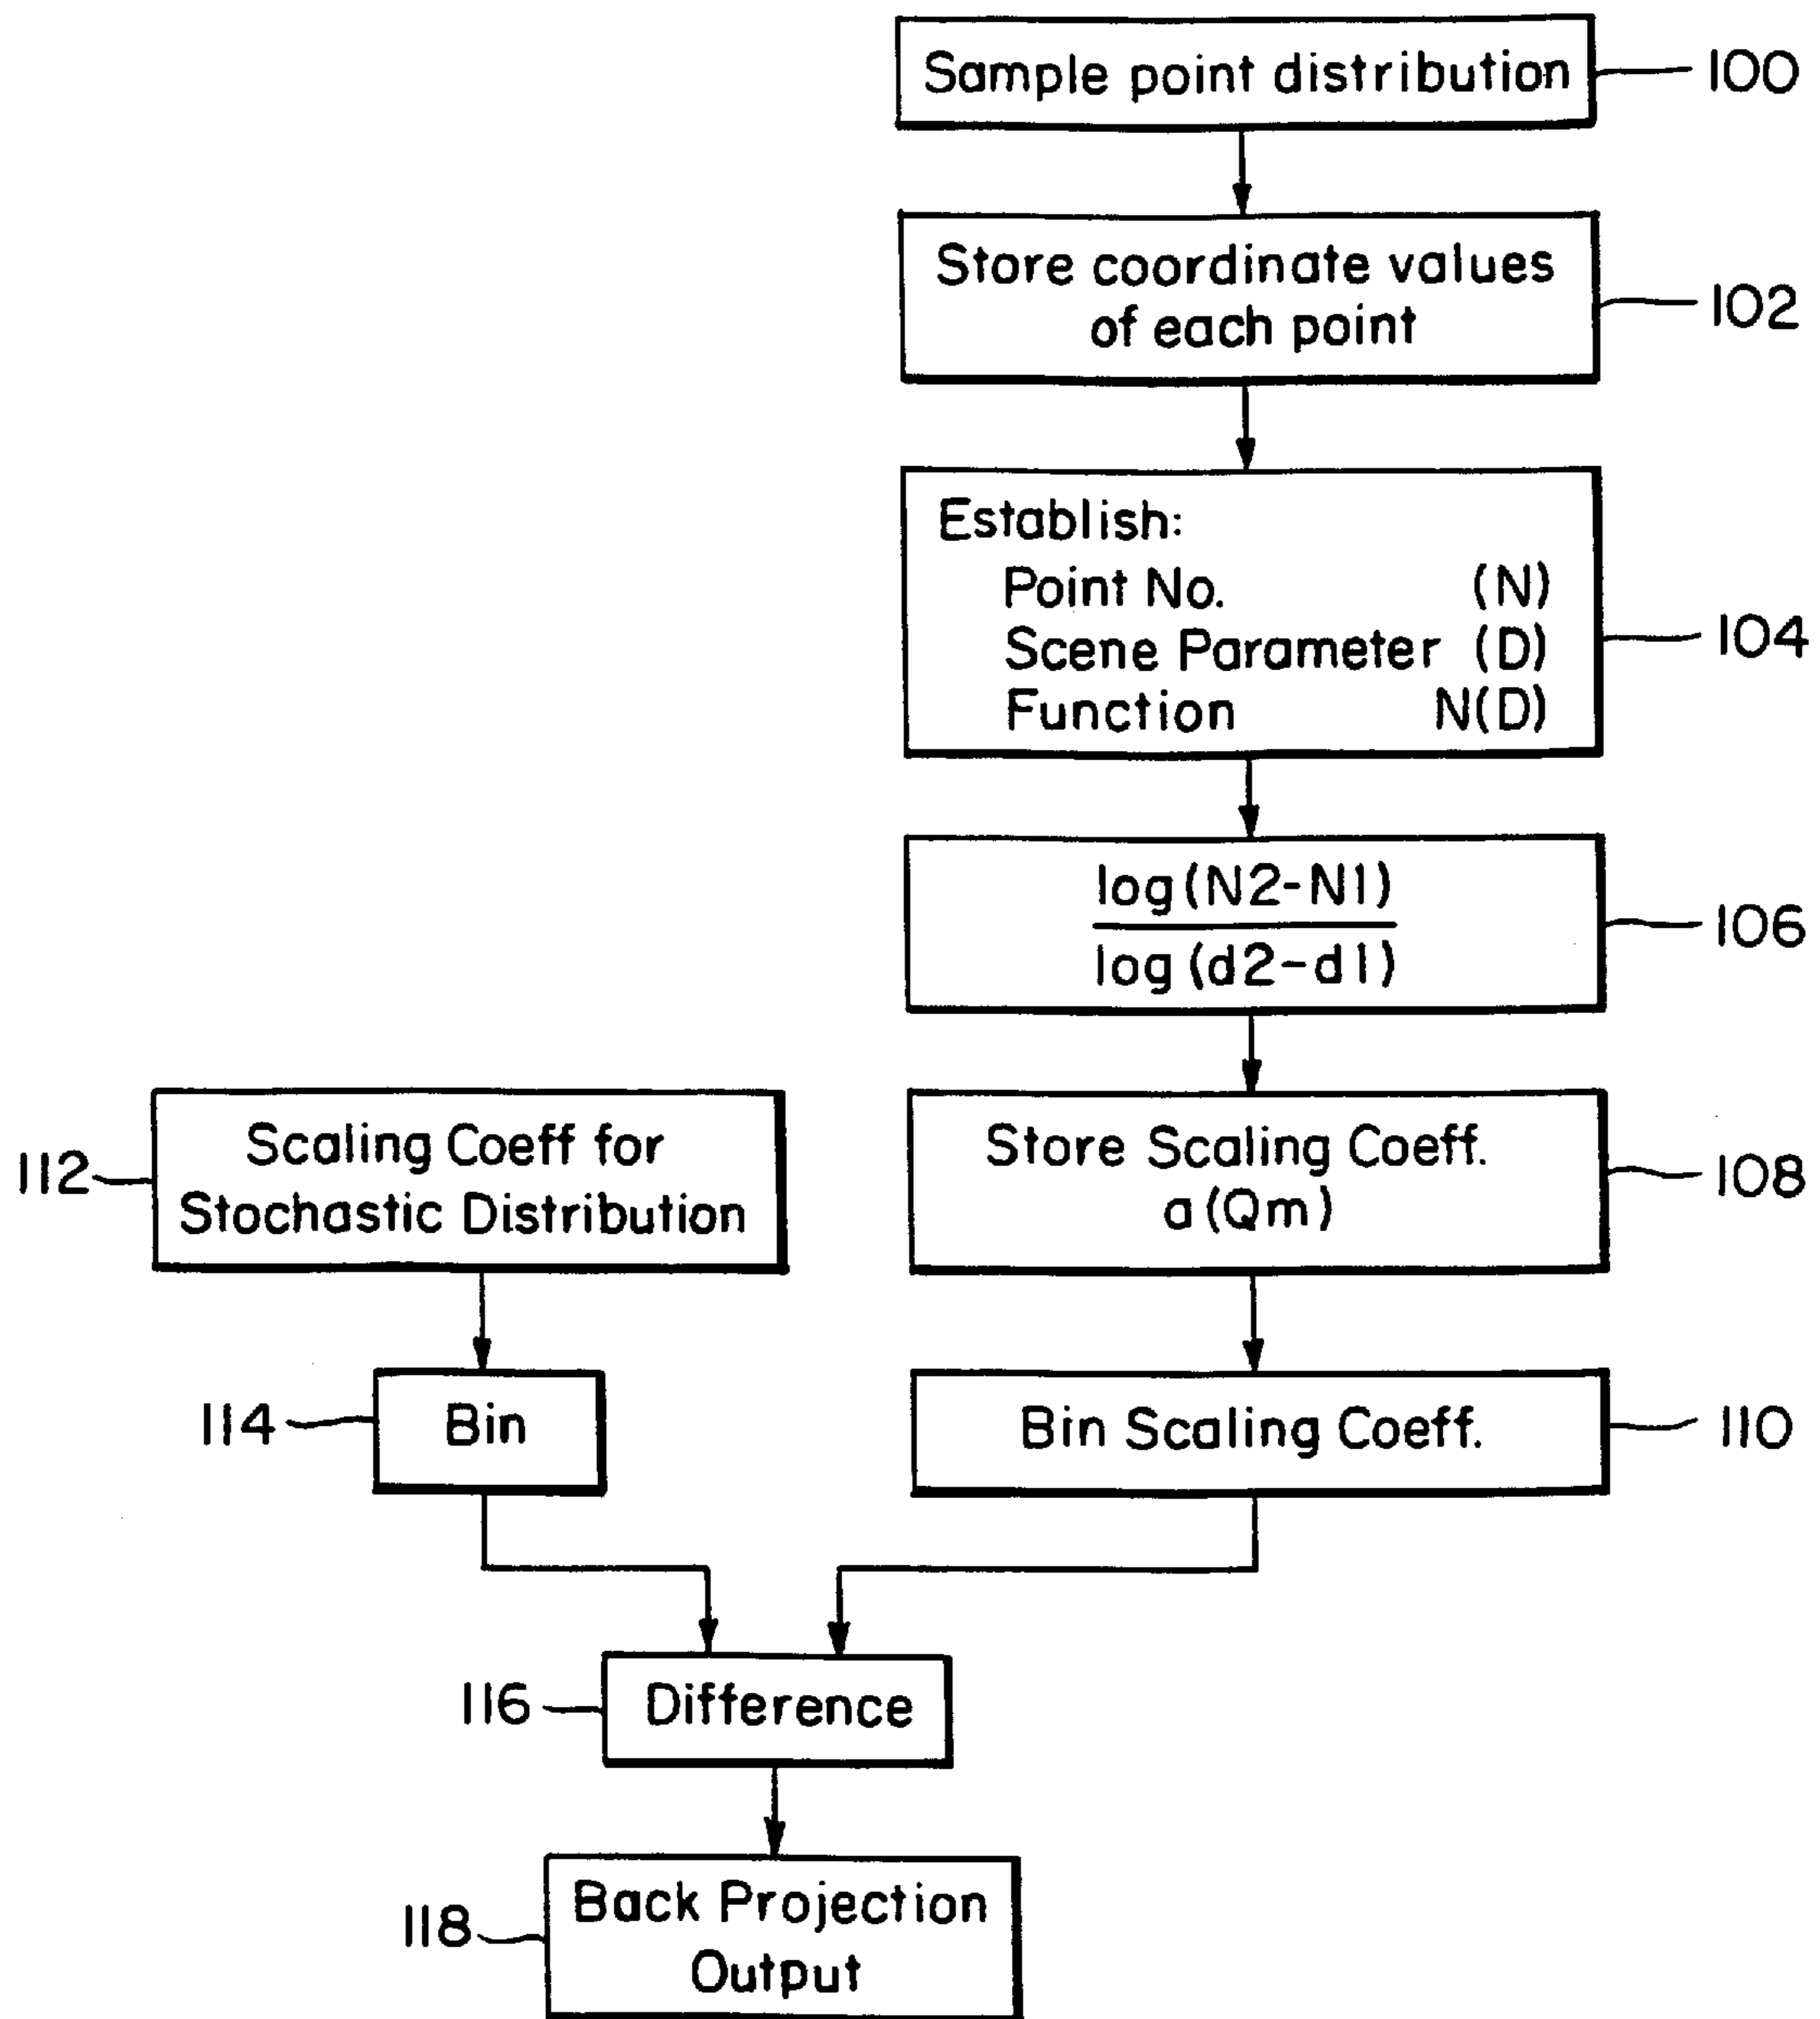 Sample point distribution
100
Store coordinate values
of each point
102
Establish:
Point No. (N)
Scene Parameter (D)
Function N(D)
104
log (N2-N1)
log (d2-d1)
106
Store Scaling Coeff.
a (Qm)
108
112
Scaling Coeff for
Stochastic Distribution
114
Bin
Bin Scaling Coeff.
110
116
Difference
118
Back Projection
Output